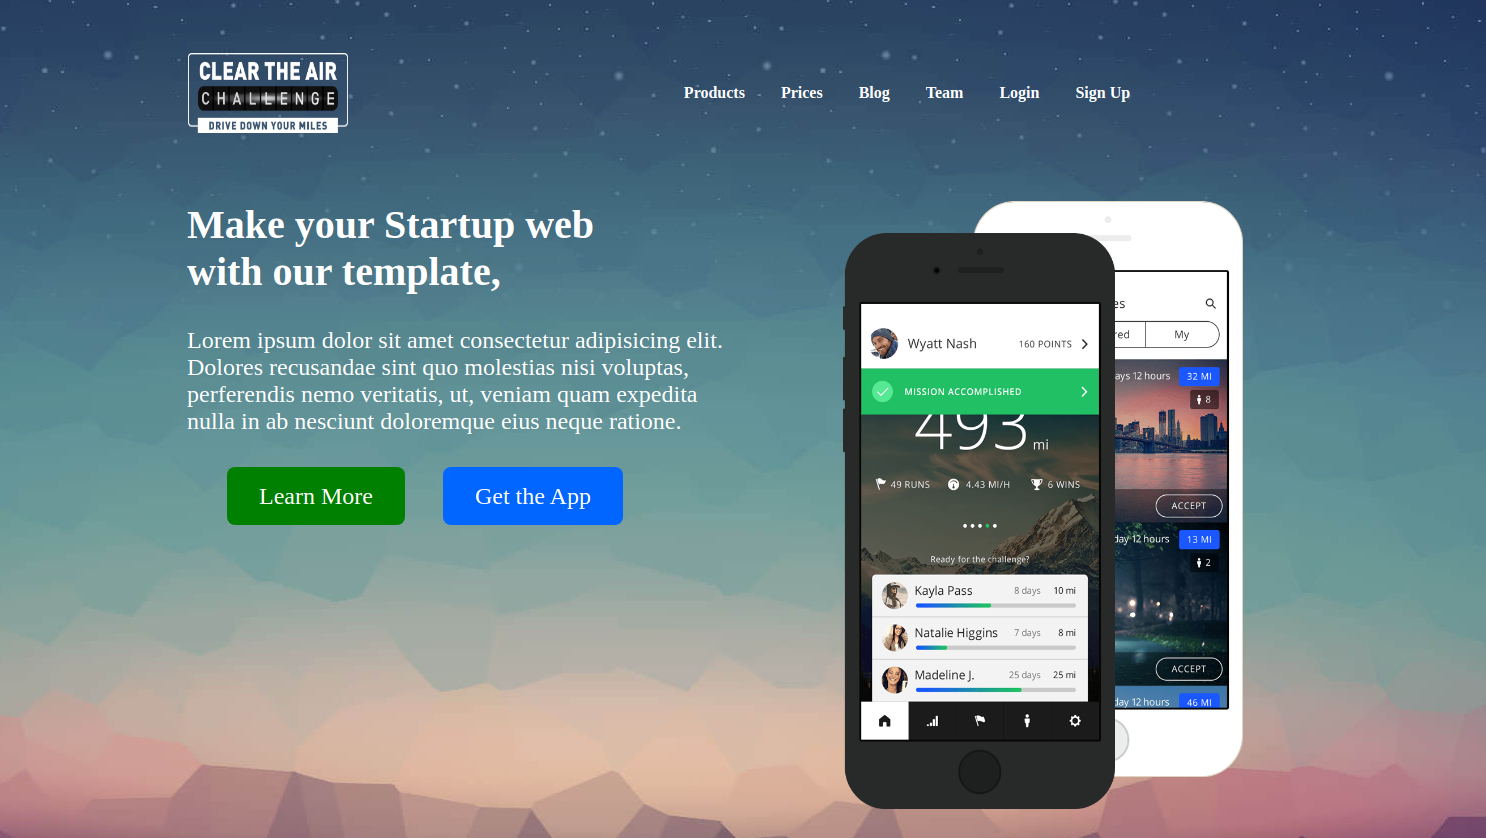 CLEAR THE AIR
CHALLENGE
DRIVE DOWN YOUR MILES
Products Prices Blog Team Login Sign Up
Make your Startup web
with our template,
Lorem ipsum dolor sit amet consectetur adipisicing elit.
Dolores recusandae sint quo molestias nisi voluptas,
perferendis nemo veritatis, ut, veniam quam expedita
nulla in ab nesciunt doloremque eius neque ratione.
Learn More Get the App
Wyatt Nash 160 POINTS
MISSION ACCOMPLISHED
493 mi
49 RUNS 4.43 MI/H 6 WINS
Ready for the challenge?
Kayla Pass 8 days 10 mi
Natalie Higgins 7 days 8 mi
Madeline J. 25 days 25 mi
es
red My
ays 12 hours 32 MI
8
ACCEPT
day 12 hours 13 MI
2
ACCEPT
day 12 hours 46 MI